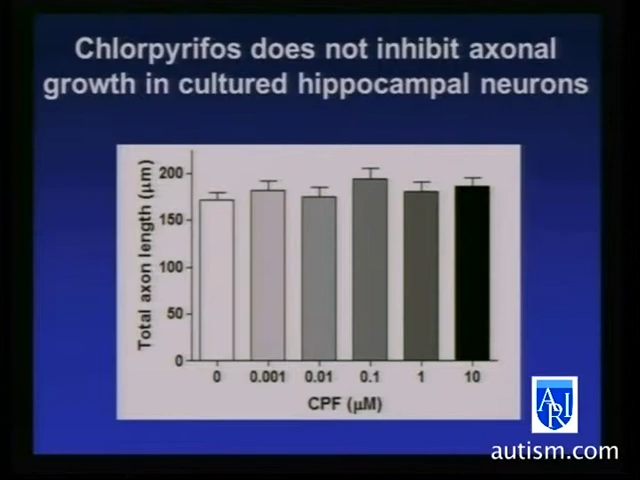 Chlorpyrifos does not inhibit axonal
growth in cultured hippocampal neurons
Total axon length (µm)
200
150
100
50
0
0 0.001 0.01 0.1 1 10
CPF (µM)
ARI
autism.com